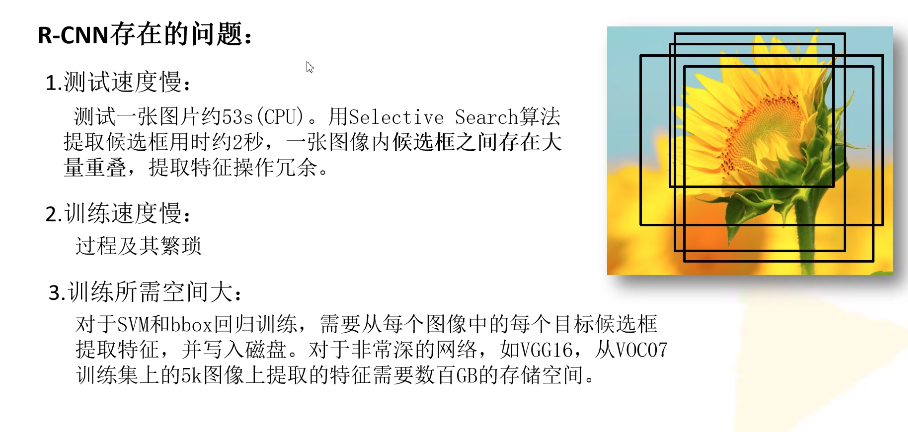 R-CNN存在的问题：
1.测试速度慢：
测试一张图片约53s(CPU)。用Selective Search算法
提取候选框用时约2秒，一张图像内候选框之间存在大
量重叠，提取特征操作冗余。
2.训练速度慢：
过程及其繁琐
3.训练所需空间大：
对于SVM和bbox回归训练，需要从每个图像中的每个目标候选框
提取特征，并写入磁盘。对于非常深的网络，如VGG16，从VOC07
训练集上的5k图像上提取的特征需要数百GB的存储空间。